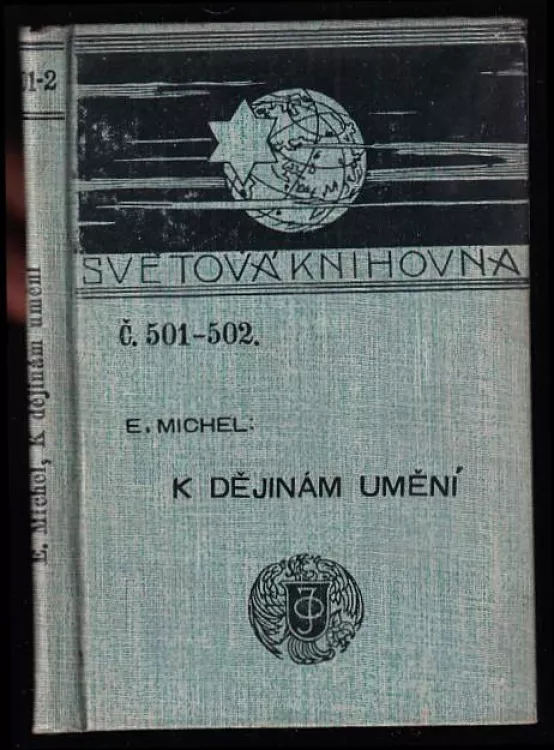 SVĚTOVÁ KNIHOVNA
Č. 501-502.
E. MICHEL:
K DĚJINÁM UMĚNÍ
E. Michel, K dějinám umění